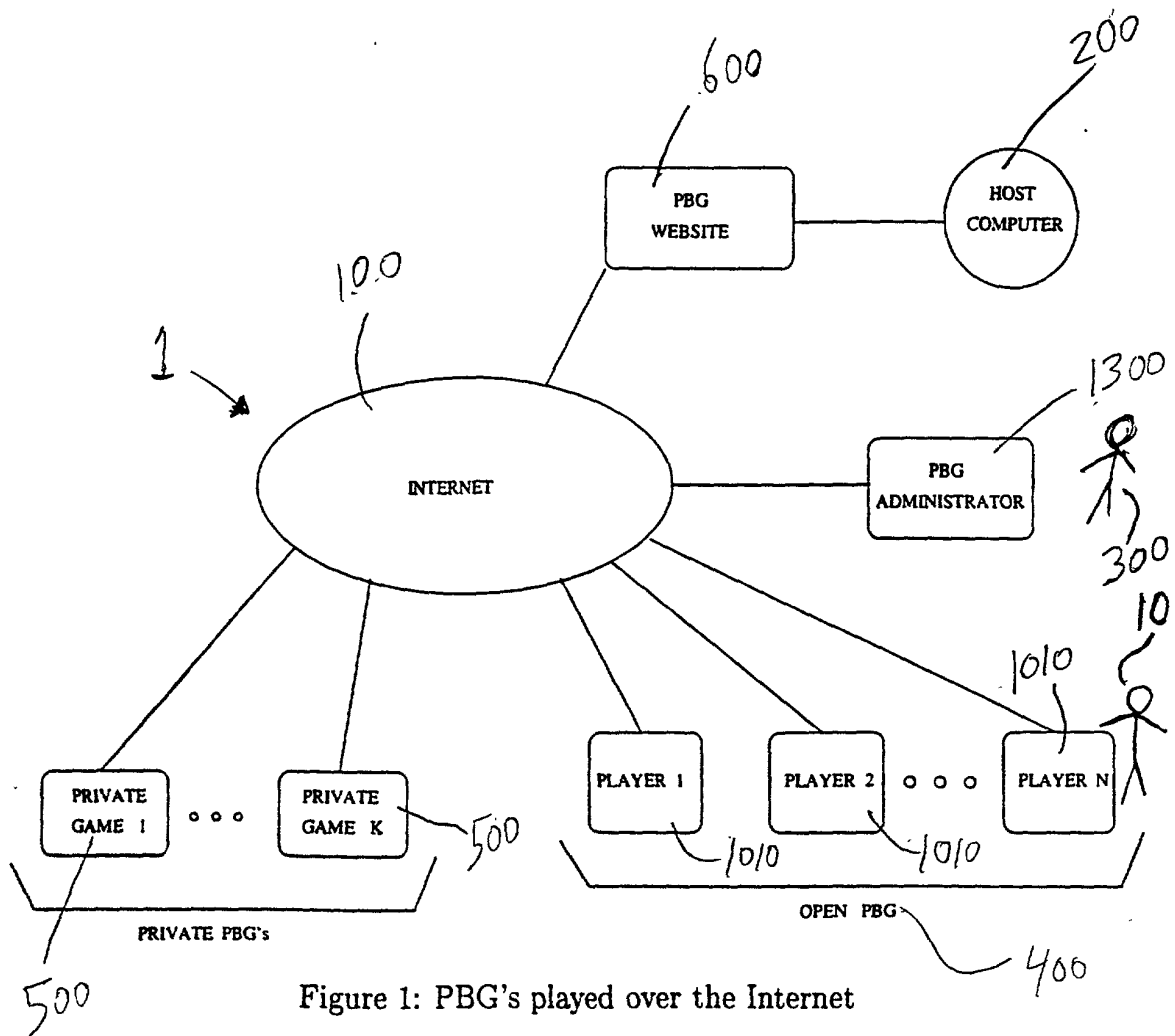 600
200
PBG
WEBSITE
HOST
COMPUTER
100
1
1300
INTERNET
PBG
ADMINISTRATOR
300
10
1010
PRIVATE
GAME 1
PRIVATE
GAME K
500
PLAYER 1
PLAYER 2
PLAYER N
1010
1010
PRIVATE PBG's
OPEN PBG
500
400
Figure 1: PBG's played over the Internet